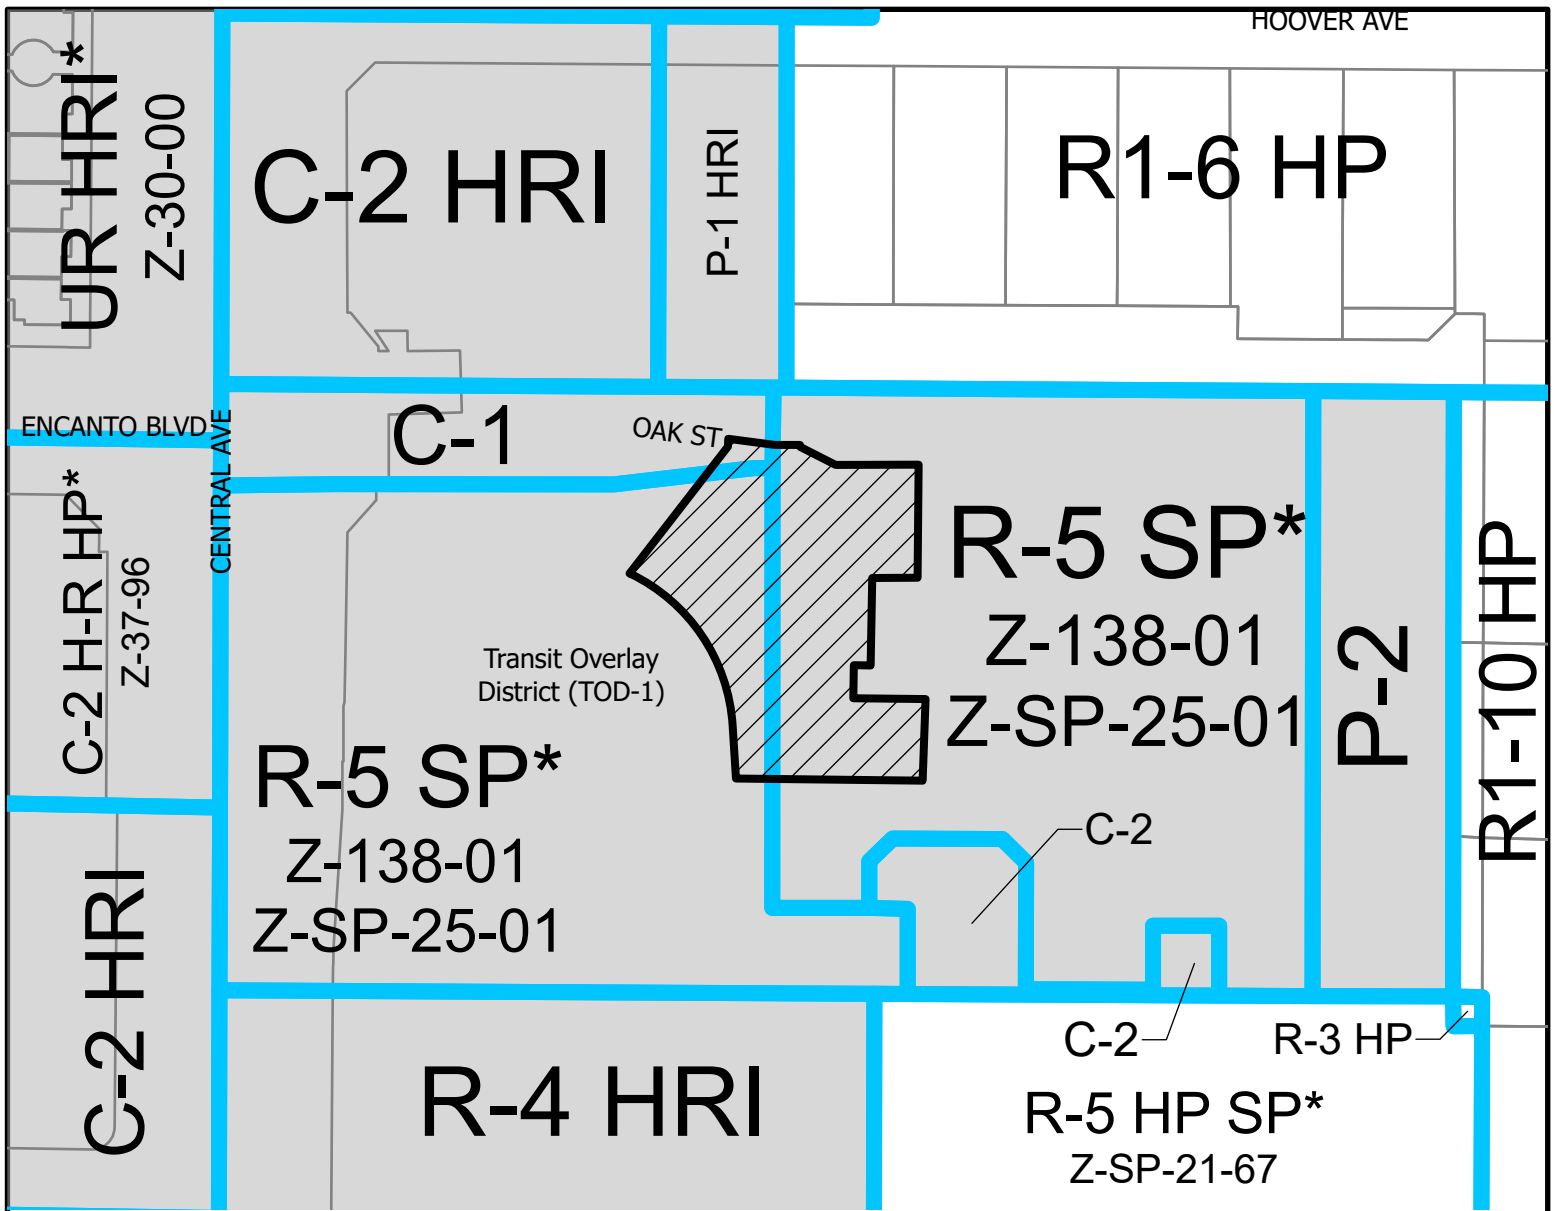 HOOVER AVE
UR HRI*
Z-30-00
C-2 HRI
P-1 HRI
R1-6 HP
ENCANTO BLVD
CENTRAL AVE
C-1
OAK ST
C-2 H-R HP*
Z-37-96
Transit Overlay
District (TOD-1)
R-5 SP*
Z-138-01
Z-SP-25-01
R-5 SP*
Z-138-01
Z-SP-25-01
P-2
R1-10 HP
C-2
C-2 HRI
C-2
R-3 HP
R-4 HRI
R-5 HP SP*
Z-SP-21-67